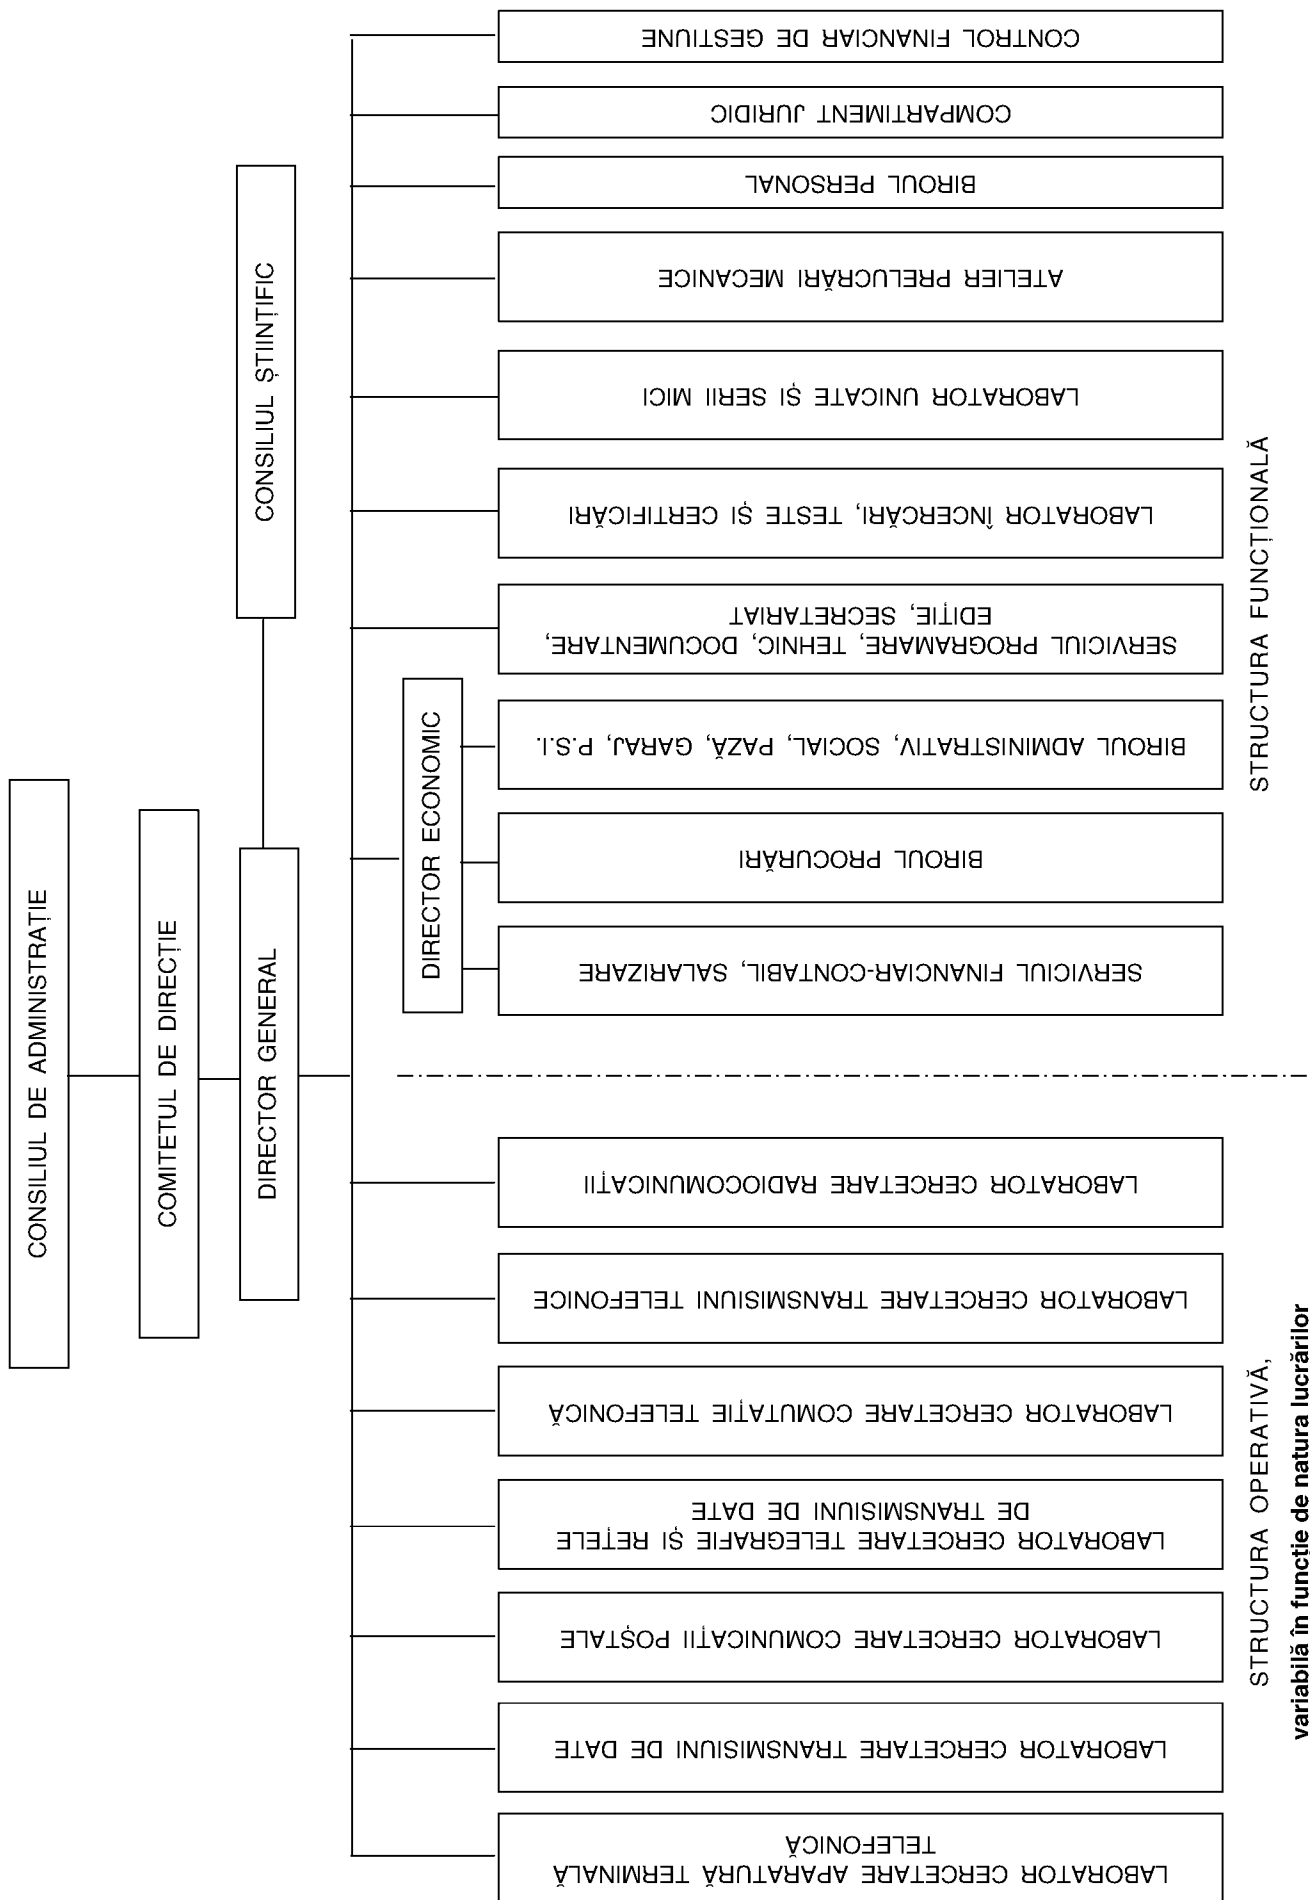 CONSILIUL DE ADMINISTRAȚIE
COMITETUL DE DIRECȚIE
DIRECTOR GENERAL
CONSILIUL ȘTIINȚIFIC
DIRECTOR ECONOMIC
LABORATOR CERCETARE APARATURĂ TERMINALĂ
TELEFONICĂ
LABORATOR CERCETARE TRANSMISIUNI DE DATE
LABORATOR CERCETARE COMUNICAȚII POȘTALE
LABORATOR CERCETARE TELEGRAFIE ȘI REȚELE
DE TRANSMISIUNI DE DATE
LABORATOR CERCETARE COMUTAȚIE TELEFONICĂ
LABORATOR CERCETARE TRANSMISIUNI TELEFONICE
LABORATOR CERCETARE RADIOCOMUNICAȚII
SERVICIUL FINANCIAR-CONTABIL, SALARIZARE
BIROUL PROCURĂRI
BIROUL ADMINISTRATIV, SOCIAL, PAZĂ, GARAJ, P.S.I.
SERVICIUL PROGRAMARE, TEHNIC, DOCUMENTARE,
EDIȚIE, SECRETARIAT
LABORATOR ÎNCERCĂRI, TESTE ȘI CERTIFICĂRI
LABORATOR UNICATE ȘI SERII MICI
ATELIER PRELUCRĂRI MECANICE
BIROUL PERSONAL
COMPARTIMENT JURIDIC
CONTROL FINANCIAR DE GESTIUNE
STRUCTURA OPERATIVĂ,
variabilă în funcție de natura lucrărilor
STRUCTURA FUNCȚIONALĂ